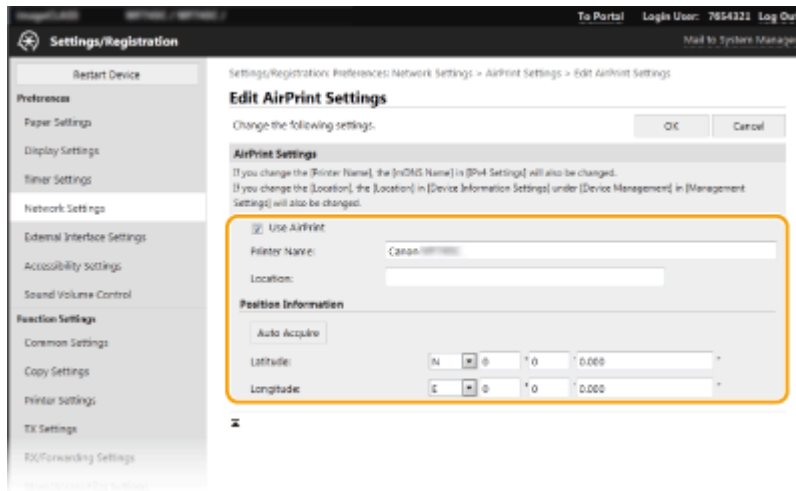 To Portal Login User: 7654321 Log Ou
Settings/Registration
Mail to System Manage
Restart Device
Settings/Registration: Preferences: Network Settings > AirPrint Settings > Edit AirPrint Settings
Preferences
Edit AirPrint Settings
Paper Settings
Change the following settings.
OK
Cancel
Display Settings
AirPrint Settings
Timer Settings
If you change the [Printer Name], the [mDNS Name] in [IPv4 Settings] will also be changed.
If you change the [Location], the [Location] in [Device Information Settings] under [Device Management] in [Management
Settings] will also be changed.
Network Settings
Use AirPrint
External Interface Settings
Printer Name: Canon
Accessibility Settings
Location:
Sound Volume Control
Position Information
Function Settings
Auto Acquire
Common Settings
Latitude: N 0 ° 0 ' 0.000 "
Copy Settings
Longitude: E 0 ° 0 ' 0.000 "
Printer Settings
TX Settings
RX/Forwarding Settings